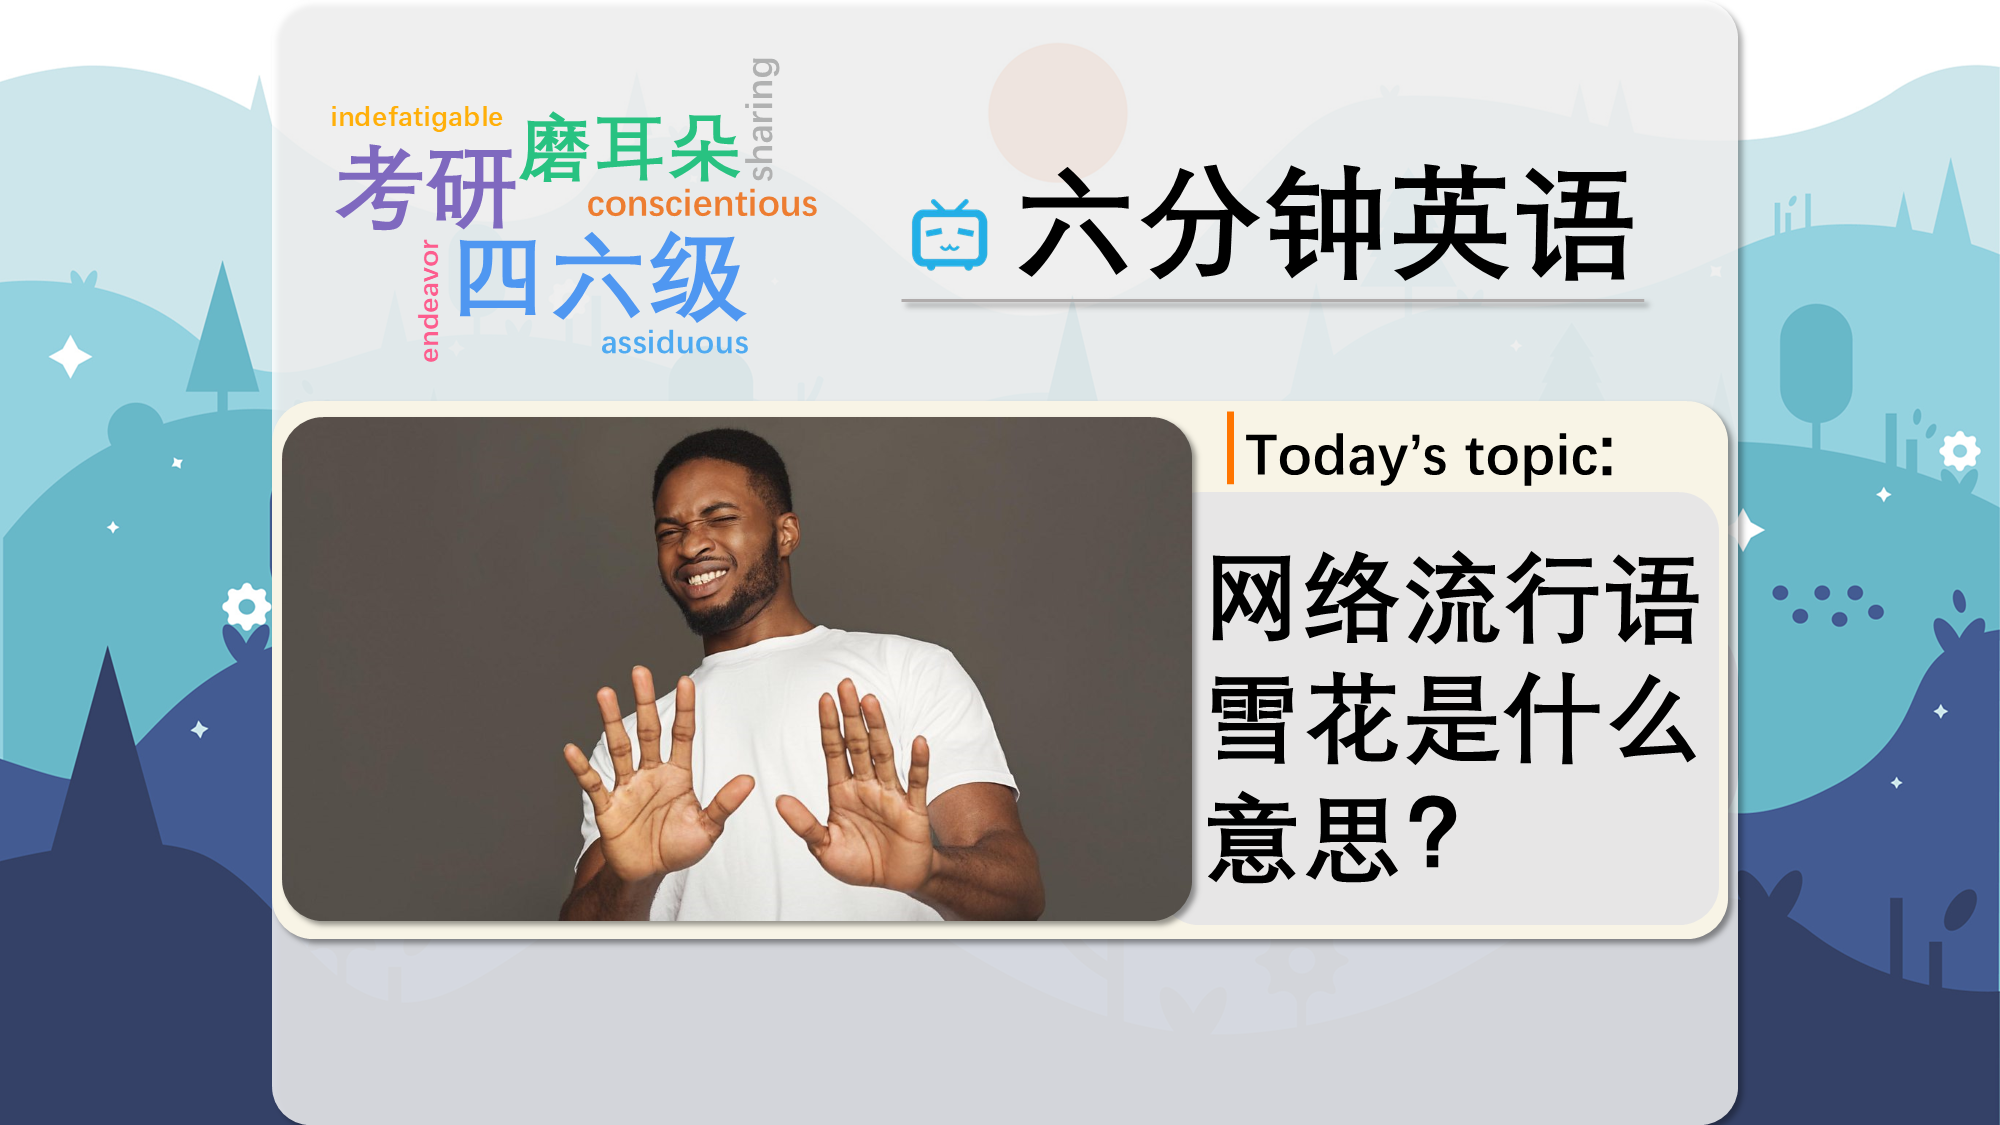 indefatigable
考研
磨耳朵
sharing
conscientious
endeavor
四六级
assiduous
六分钟英语
Today’s topic:
网络流行语
雪花是什么
意思?